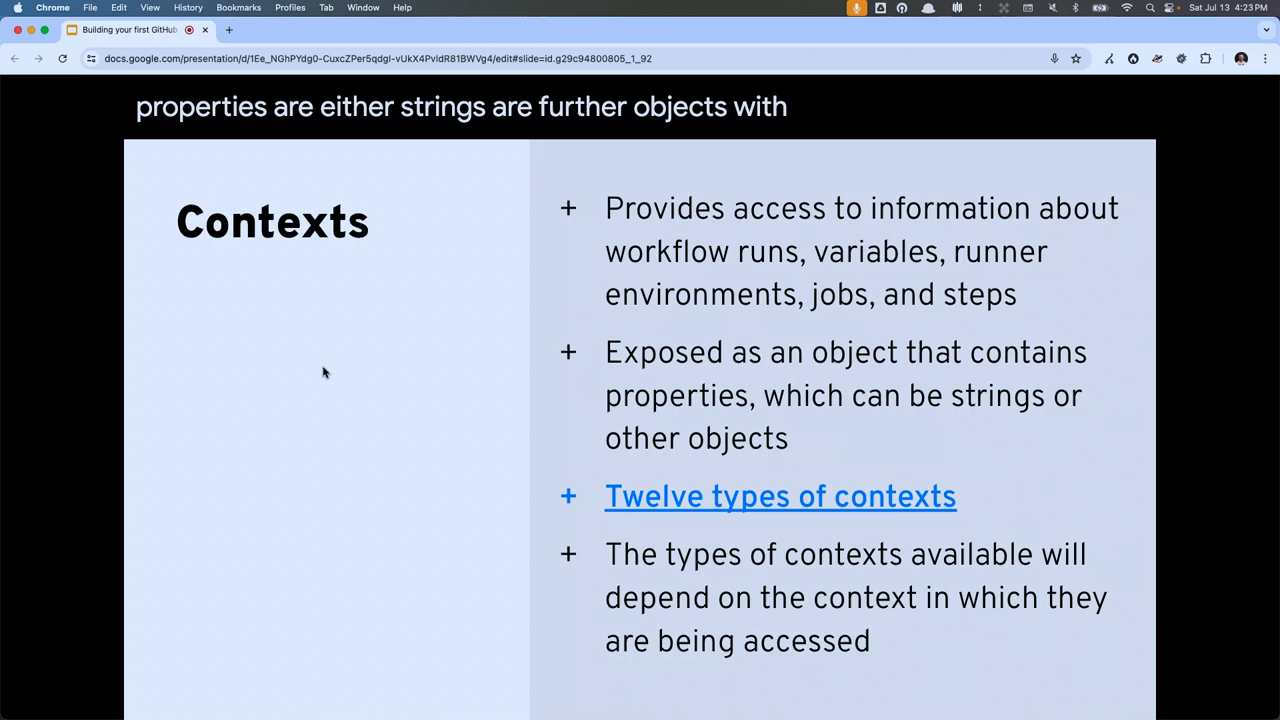 Chrome File Edit View History Bookmarks Profiles Tab Window Help Sat Jul 13 4:23 PM
Building your first GitHub
docs.google.com/presentation/d/1Ee_NGhPYdg0-CuxcZPer5qdgI-vUkX4PvldR81BWVg4/edit#slide=id.g29c94800805_1_92
properties are either strings are further objects with
Contexts
+ Provides access to information about
workflow runs, variables, runner
environments, jobs, and steps
+ Exposed as an object that contains
properties, which can be strings or
other objects
+ Twelve types of contexts
+ The types of contexts available will
depend on the context in which they
are being accessed